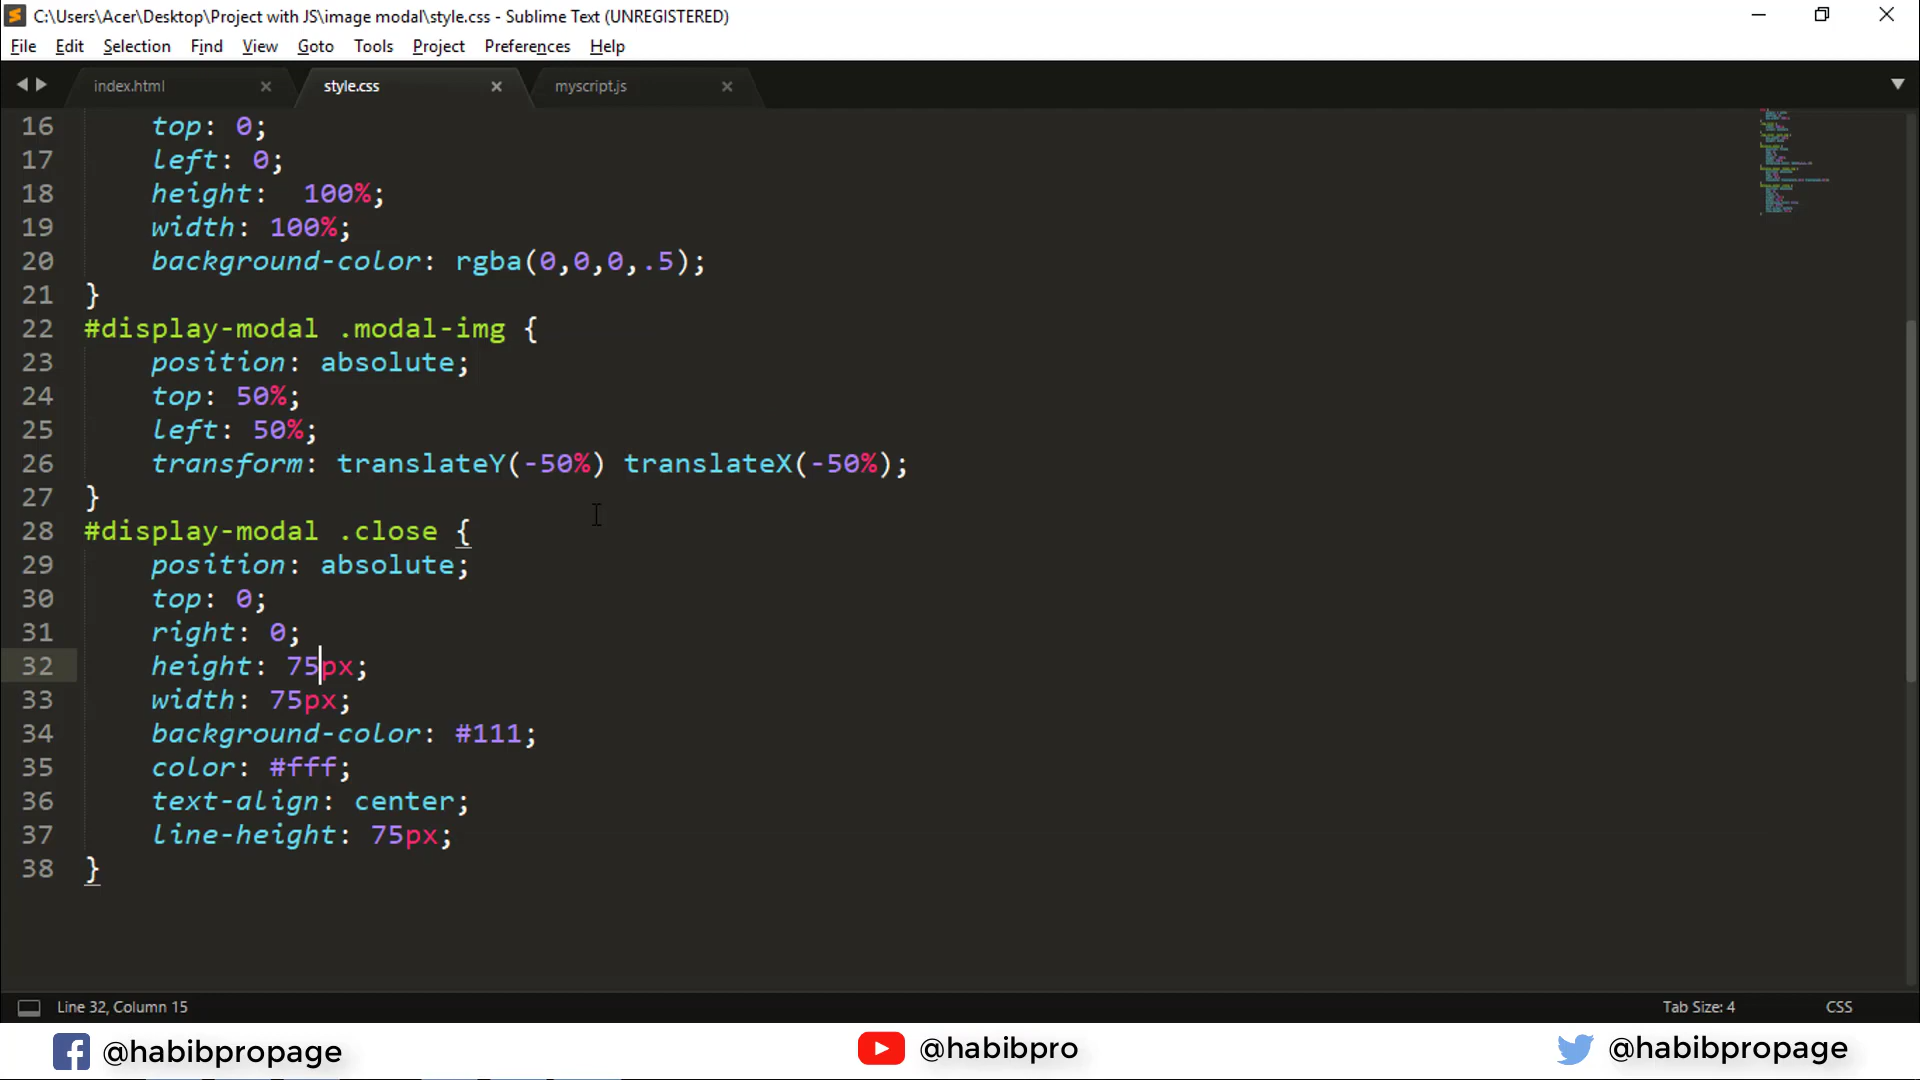 C:\Users\Acer\Desktop\Project with JS\image modal\style.css - Sublime Text (UNREGISTERED)
File Edit Selection Find View Goto Tools Project Preferences Help
index.html style.css myscript.js
16 top: 0;
17 left: 0;
18 height:  100%;
19 width: 100%;
20 background-color: rgba(0,0,0,.5);
21 }
22 #display-modal .modal-img {
23 position: absolute;
24 top: 50%;
25 left: 50%;
26 transform: translateY(-50%) translateX(-50%);
27 }
28 #display-modal .close {
29 position: absolute;
30 top: 0;
31 right: 0;
32 height: 75px;
33 width: 75px;
34 background-color: #111;
35 color: #fff;
36 text-align: center;
37 line-height: 75px;
38 }
Line 32, Column 15 Tab Size: 4 CSS
@habibpropage @habibpro @habibpropage